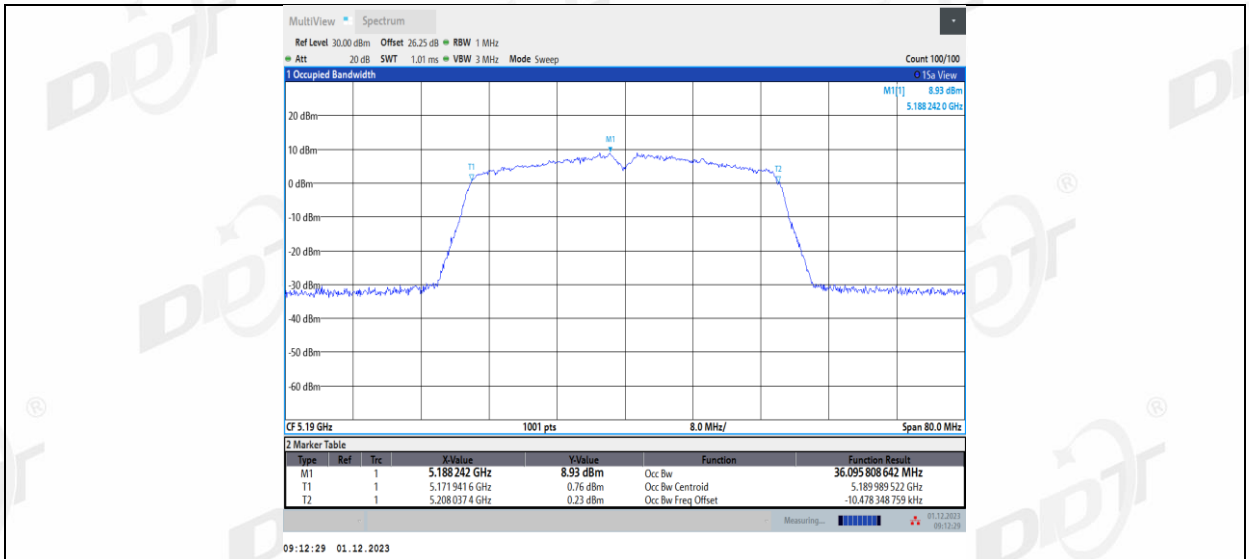 MultiView Spectrum
Ref Level 30.00 dBm Offset 26.25 dB RBW 1 MHz
Att 20 dB SWT 1.01 ms VBW 3 MHz Mode Sweep Count 100/100
1 Occupied Bandwidth 1Sa View
M1[1] 8.93 dBm
5.188 242 0 GHz
20 dBm
M1
10 dBm
T1
T2
0 dBm
-10 dBm
-20 dBm
-30 dBm
-40 dBm
-50 dBm
-60 dBm
CF 5.19 GHz 1001 pts 8.0 MHz/ Span 80.0 MHz
2 Marker Table
Type Ref Trc X-Value Y-Value Function Function Result
M1 1 5.188 242 GHz 8.93 dBm Occ Bw 36.095 808 642 MHz
T1 1 5.171 941 6 GHz 0.76 dBm Occ Bw Centroid 5.189 989 522 GHz
T2 1 5.208 037 4 GHz 0.23 dBm Occ Bw Freq Offset -10.478 348 759 kHz
Measuring... 01.12.2023
09:12:29
09:12:29 01.12.2023
DDT
®